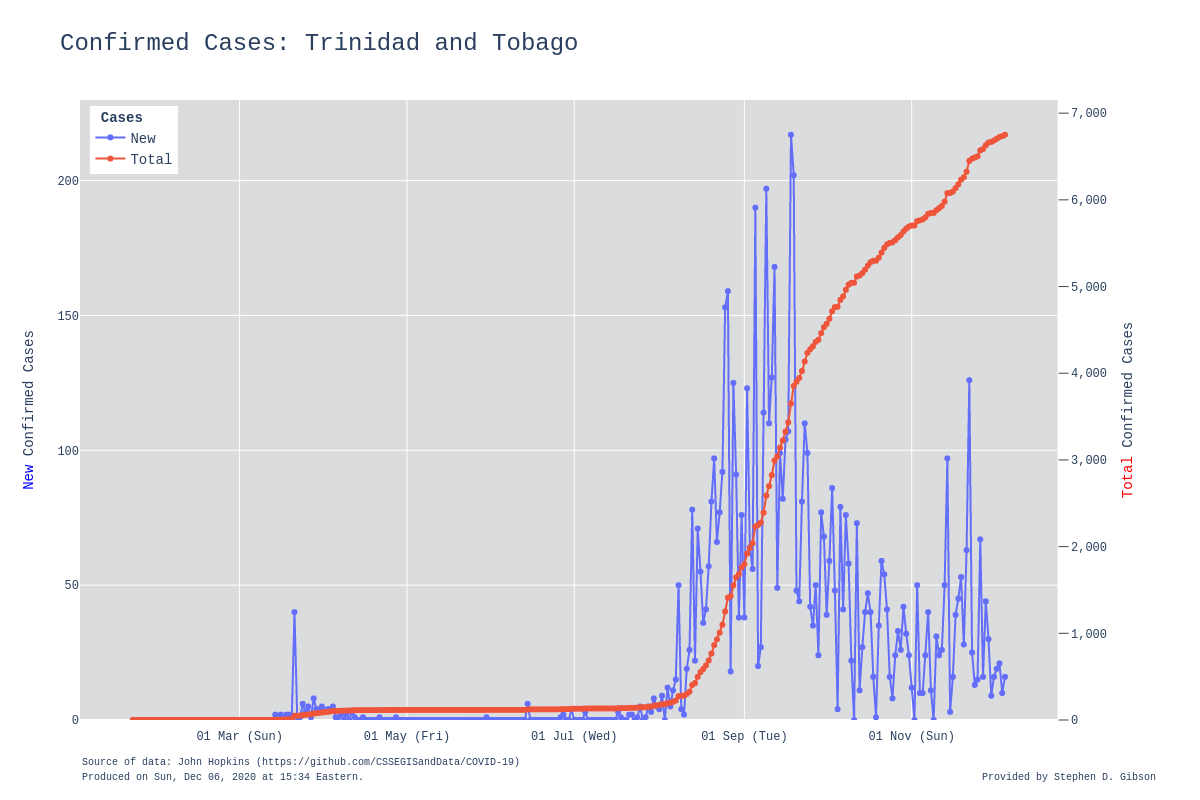 Confirmed Cases: Trinidad and Tobago
Cases
New
Total
200
150
100
50
0
7,000
6,000
5,000
4,000
3,000
2,000
1,000
0
New Confirmed Cases
Total Confirmed Cases
01 Mar (Sun)
01 May (Fri)
01 Jul (Wed)
01 Sep (Tue)
01 Nov (Sun)
Source of data: John Hopkins (https://github.com/CSSEGISandData/COVID-19)
Produced on Sun, Dec 06, 2020 at 15:34 Eastern.
Provided by Stephen D. Gibson